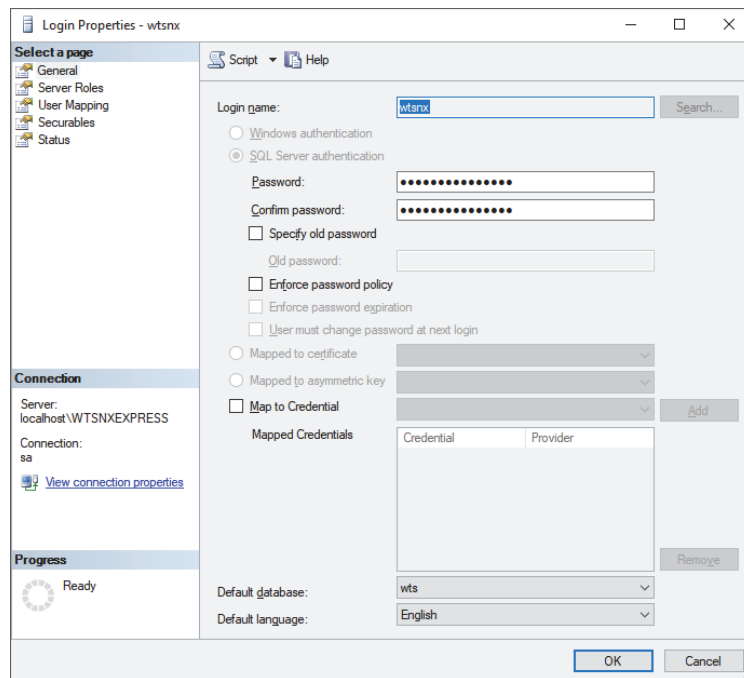 Login Properties - wtsnx
Select a page
General
Server Roles
User Mapping
Securables
Status
Script
Help
Login name:
wtsnx
Search...
Windows authentication
SQL Server authentication
Password:
●●●●●●●●●●●●●●●
Confirm password:
●●●●●●●●●●●●●●●
Specify old password
Old password:
Enforce password policy
Enforce password expiration
User must change password at next login
Mapped to certificate
Mapped to asymmetric key
Map to Credential
Add
Mapped Credentials
Credential
Provider
Remove
Default database:
wts
Default language:
English
Connection
Server:
localhost\WTSNXEXPRESS
Connection:
sa
View connection properties
Progress
Ready
OK
Cancel